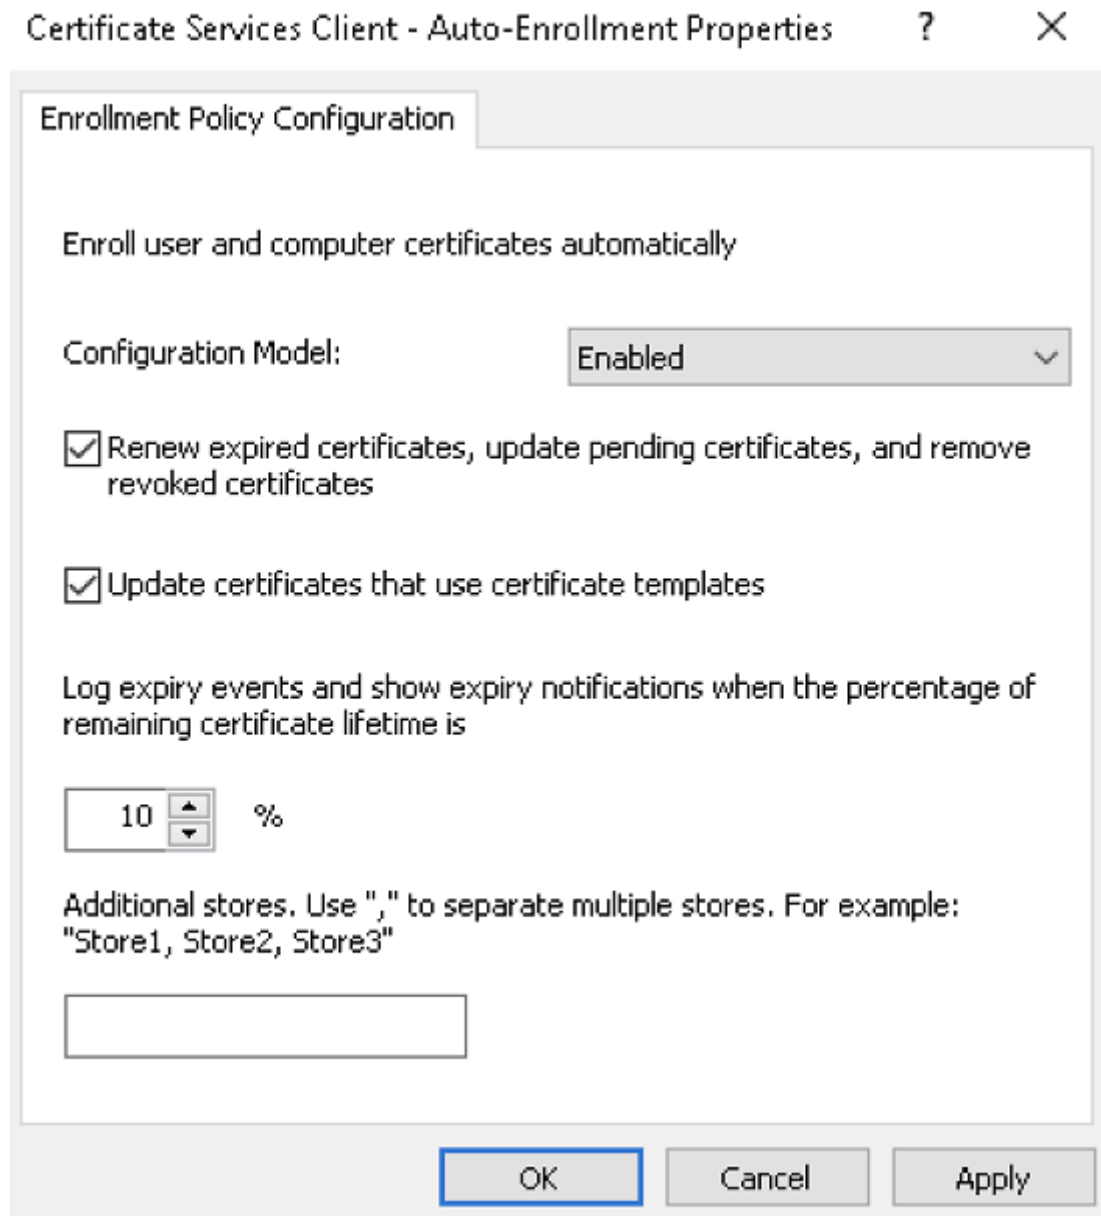 Certificate Services Client - Auto-Enrollment Properties ? ×
Enrollment Policy Configuration
Enroll user and computer certificates automatically
Configuration Model: Enabled
Renew expired certificates, update pending certificates, and remove
revoked certificates
Update certificates that use certificate templates
Log expiry events and show expiry notifications when the percentage of
remaining certificate lifetime is
10 %
Additional stores. Use "," to separate multiple stores. For example:
"Store1, Store2, Store3"
OK Cancel Apply